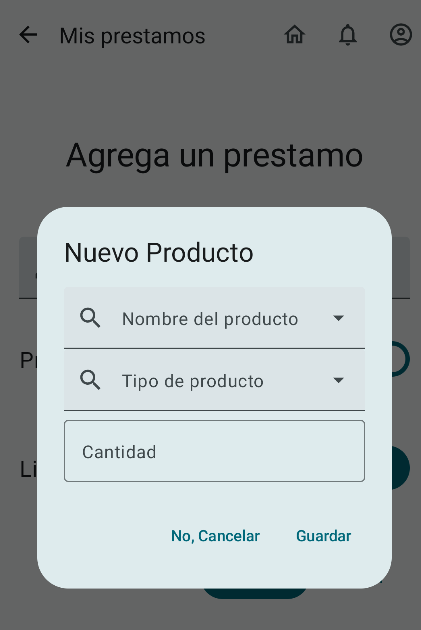 Mis prestamos
Agrega un prestamo
Nuevo Producto
Nombre del producto
Tipo de producto
Cantidad
No, Cancelar
Guardar